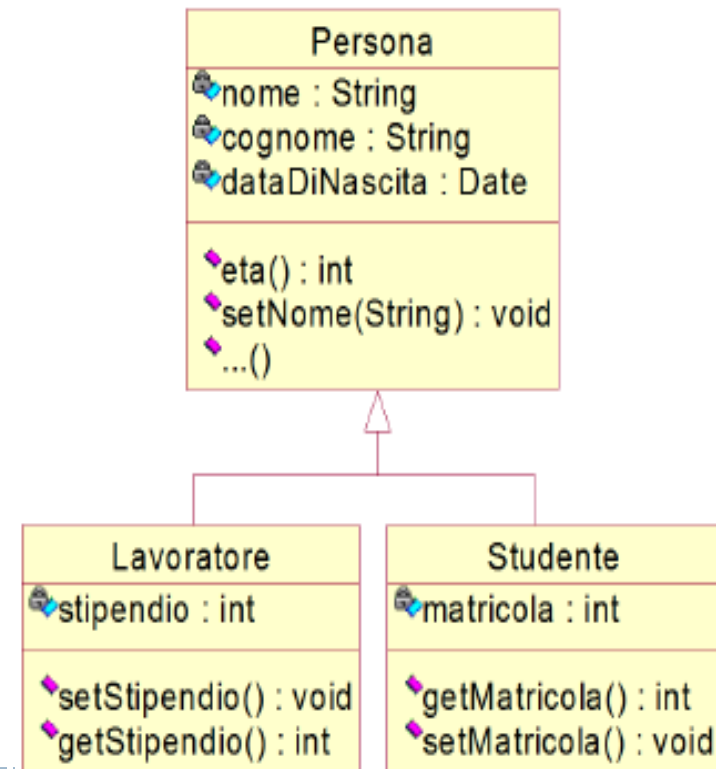 Persona
nome : String
cognome : String
dataDiNascita : Date
eta() : int
setNome(String) : void
...()
Lavoratore
stipendio : int
setStipendio() : void
getStipendio() : int
Studente
matricola : int
getMatricola() : int
setMatricola() : void